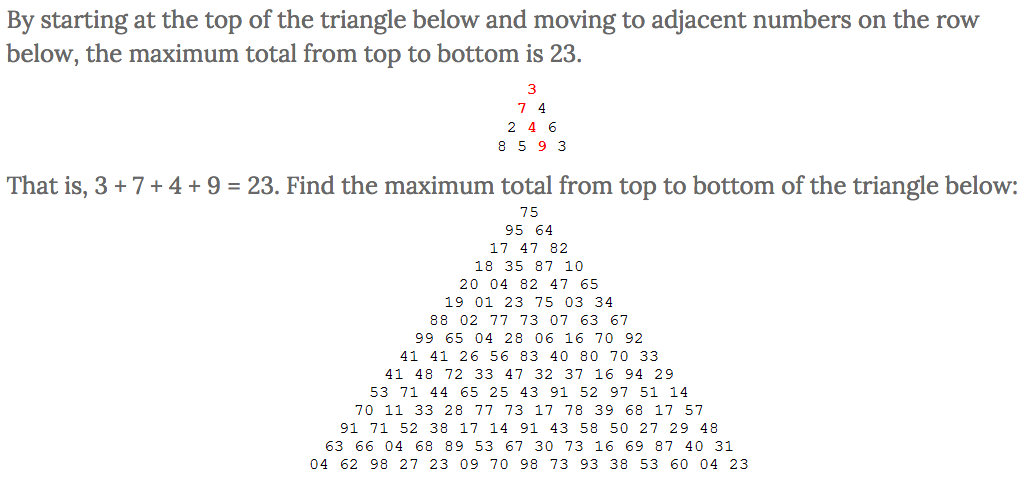 By starting at the top of the triangle below and moving to adjacent numbers on the row
below, the maximum total from top to bottom is 23.
3
7 4
2 4 6
8 5 9 3
That is, 3 + 7 + 4 + 9 = 23. Find the maximum total from top to bottom of the triangle below:
75
95 64
17 47 82
18 35 87 10
20 04 82 47 65
19 01 23 75 03 34
88 02 77 73 07 63 67
99 65 04 28 06 16 70 92
41 41 26 56 83 40 80 70 33
41 48 72 33 47 32 37 16 94 29
53 71 44 65 25 43 91 52 97 51 14
70 11 33 28 77 73 17 78 39 68 17 57
91 71 52 38 17 14 91 43 58 50 27 29 48
63 66 04 68 89 53 67 30 73 16 69 87 40 31
04 62 98 27 23 09 70 98 73 93 38 53 60 04 23